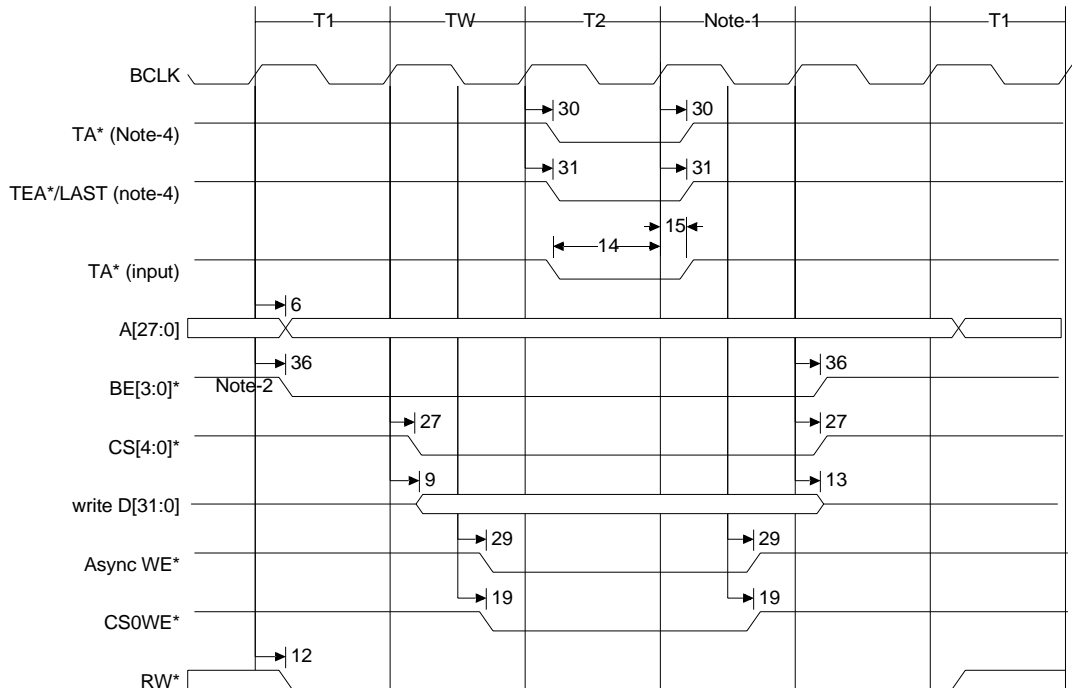 T1 TW T2 Note-1 T1
BCLK
30 30
TA* (Note-4)
31 31
TEA*/LAST (note-4)
15
14
TA* (input)
6
A[27:0]
36 36
BE[3:0]* Note-2
27 27
CS[4:0]*
9 13
write D[31:0]
29 29
Async WE*
19 19
CS0WE*
12
RW*